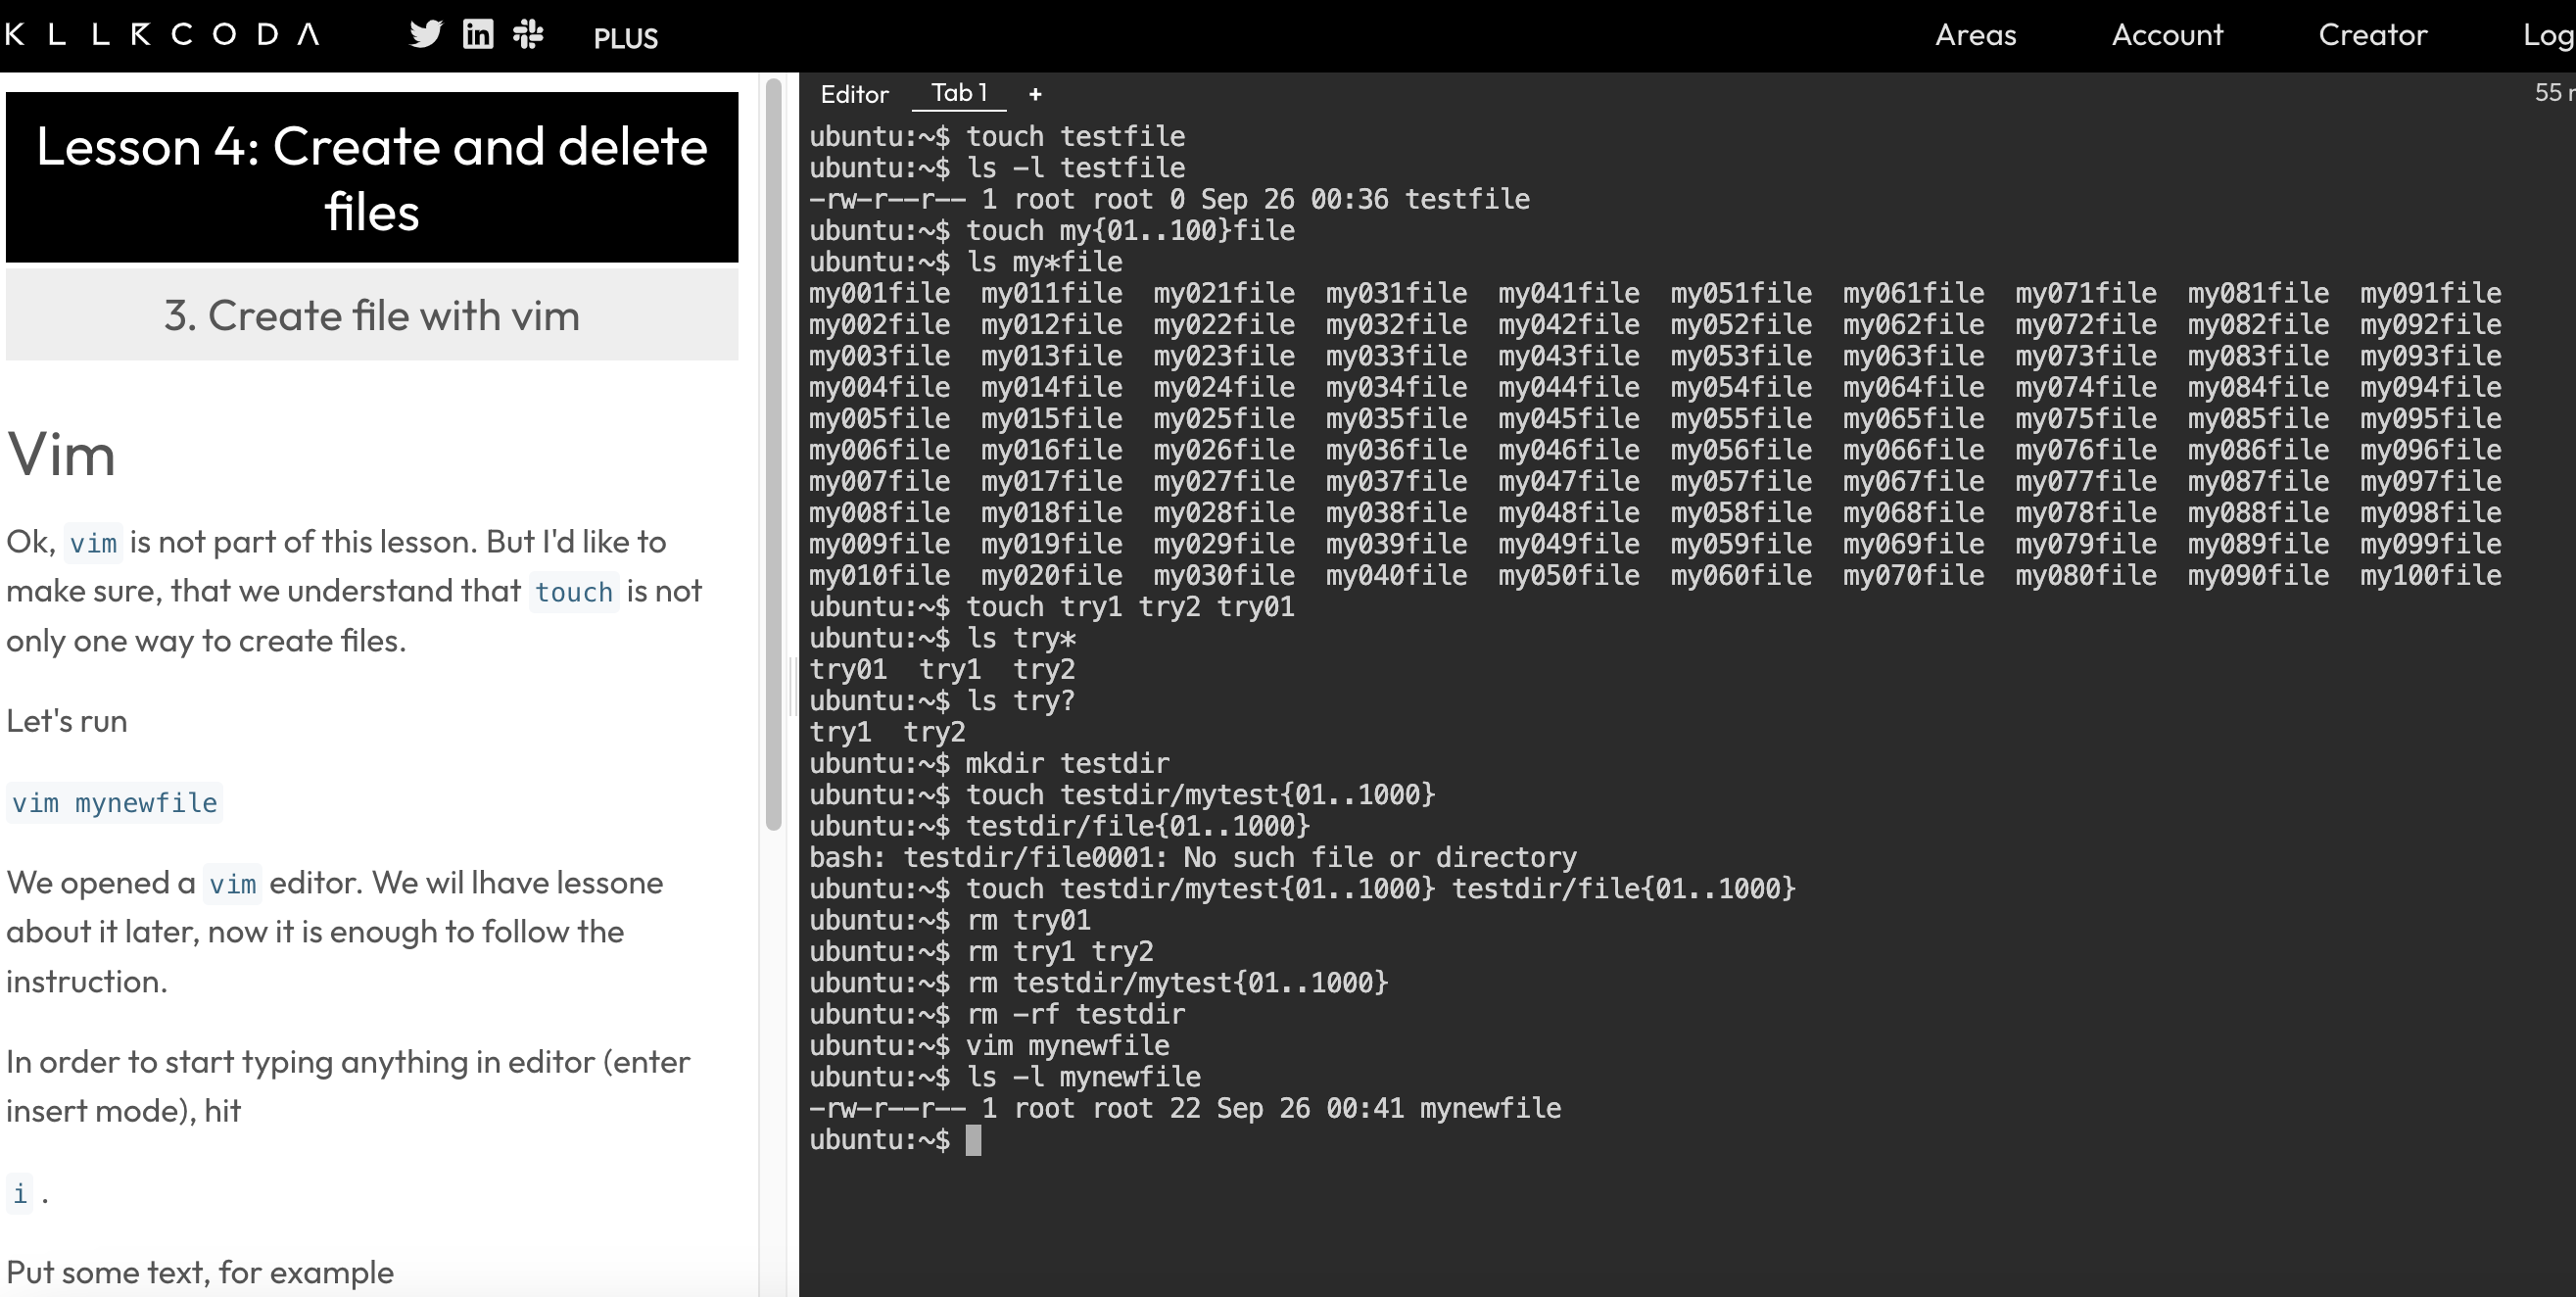 KILLERCODA PLUS Areas Account Creator Log
Lesson 4: Create and delete
files
3. Create file with vim
Vim
Ok, vim is not part of this lesson. But I'd like to
make sure, that we understand that touch is not
only one way to create files.
Let's run
vim mynewfile
We opened a vim editor. We wil lhave lessone
about it later, now it is enough to follow the
instruction.
In order to start typing anything in editor (enter
insert mode), hit
i .
Put some text, for example
Editor Tab 1 + 55
ubuntu:~$ touch testfile
ubuntu:~$ ls -l testfile
-rw-r--r-- 1 root root 0 Sep 26 00:36 testfile
ubuntu:~$ touch my{01..100}file
ubuntu:~$ ls my*file
my001file my011file my021file my031file my041file my051file my061file my071file my081file my091file
my002file my012file my022file my032file my042file my052file my062file my072file my082file my092file
my003file my013file my023file my033file my043file my053file my063file my073file my083file my093file
my004file my014file my024file my034file my044file my054file my064file my074file my084file my094file
my005file my015file my025file my035file my045file my055file my065file my075file my085file my095file
my006file my016file my026file my036file my046file my056file my066file my076file my086file my096file
my007file my017file my027file my037file my047file my057file my067file my077file my087file my097file
my008file my018file my028file my038file my048file my058file my068file my078file my088file my098file
my009file my019file my029file my039file my049file my059file my069file my079file my089file my099file
my010file my020file my030file my040file my050file my060file my070file my080file my090file my100file
ubuntu:~$ touch try1 try2 try01
ubuntu:~$ ls try*
try01 try1 try2
ubuntu:~$ ls try?
try1 try2
ubuntu:~$ mkdir testdir
ubuntu:~$ touch testdir/mytest{01..1000}
ubuntu:~$ testdir/file{01..1000}
bash: testdir/file0001: No such file or directory
ubuntu:~$ touch testdir/mytest{01..1000} testdir/file{01..1000}
ubuntu:~$ rm try01
ubuntu:~$ rm try1 try2
ubuntu:~$ rm testdir/mytest{01..1000}
ubuntu:~$ rm -rf testdir
ubuntu:~$ vim mynewfile
ubuntu:~$ ls -l mynewfile
-rw-r--r-- 1 root root 22 Sep 26 00:41 mynewfile
ubuntu:~$